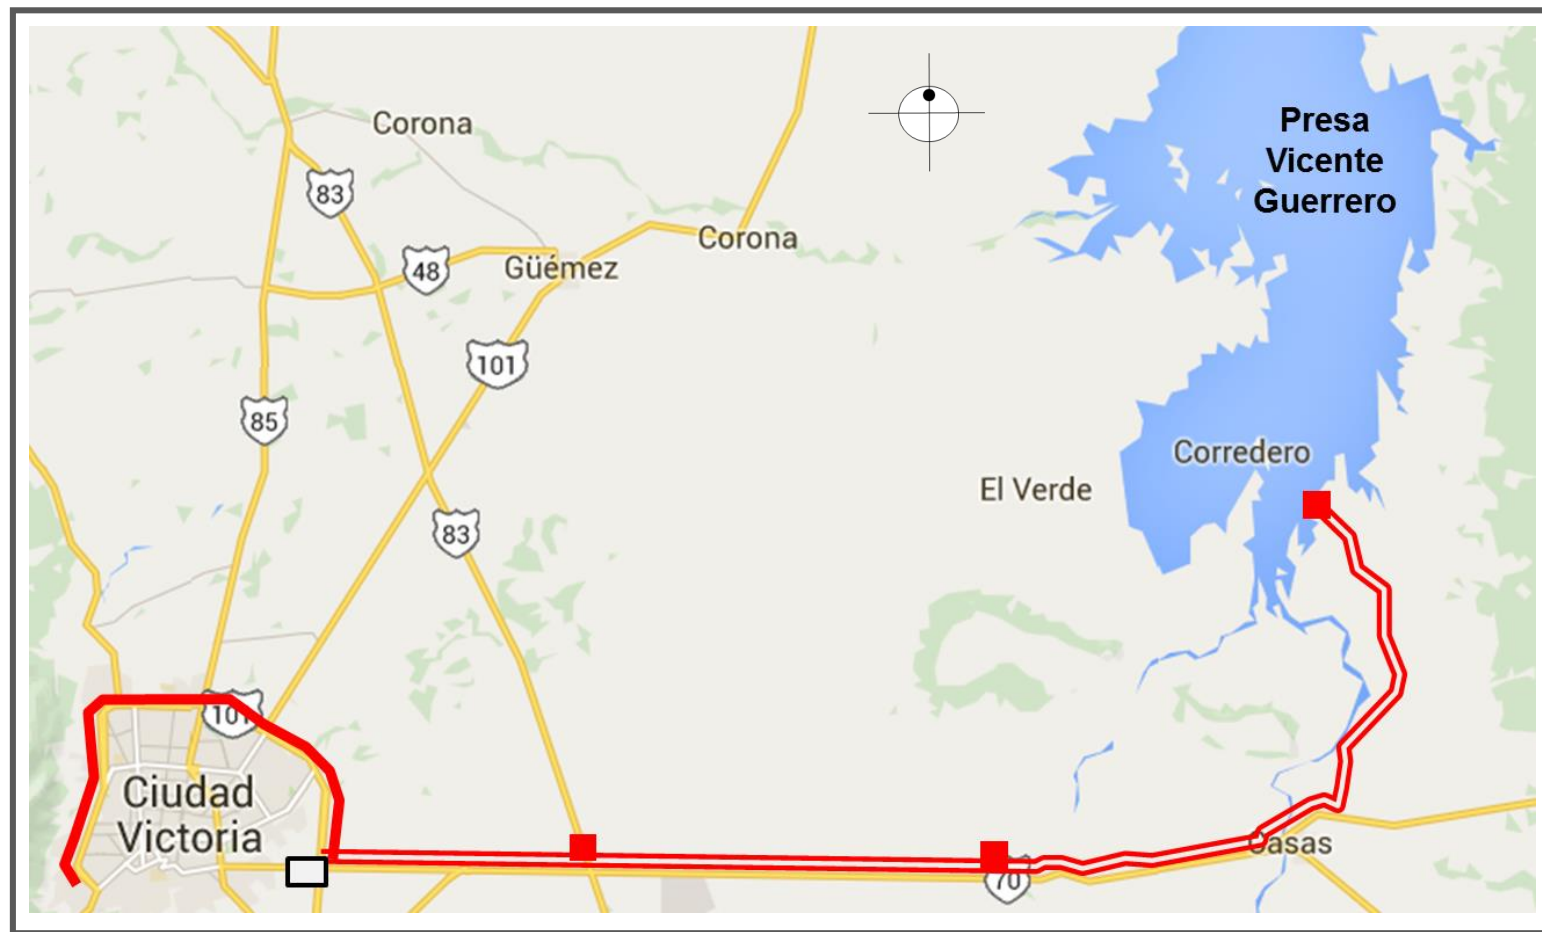 Corona
Presa
Vicente
Guerrero
83
Corona
48
Güémez
101
85
Corredero
El Verde
83
101
Ciudad
Victoria
Casas
70